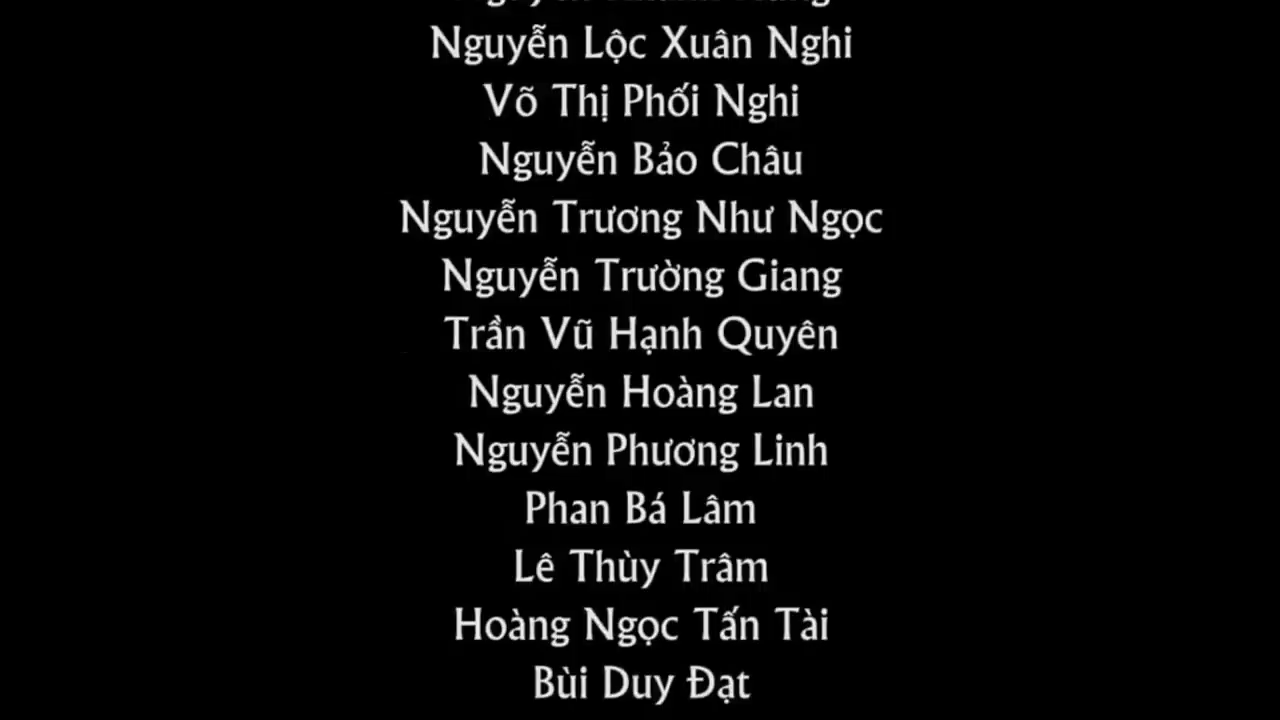 Nguyễn Lộc Xuân Nghi
Võ Thị Phối Nghi
Nguyễn Bảo Châu
Nguyễn Trương Như Ngọc
Nguyễn Trường Giang
Trần Vũ Hạnh Quyên
Nguyễn Hoàng Lan
Nguyễn Phương Linh
Phan Bá Lâm
Lê Thùy Trâm
Hoàng Ngọc Tấn Tài
Bùi Duy Đạt